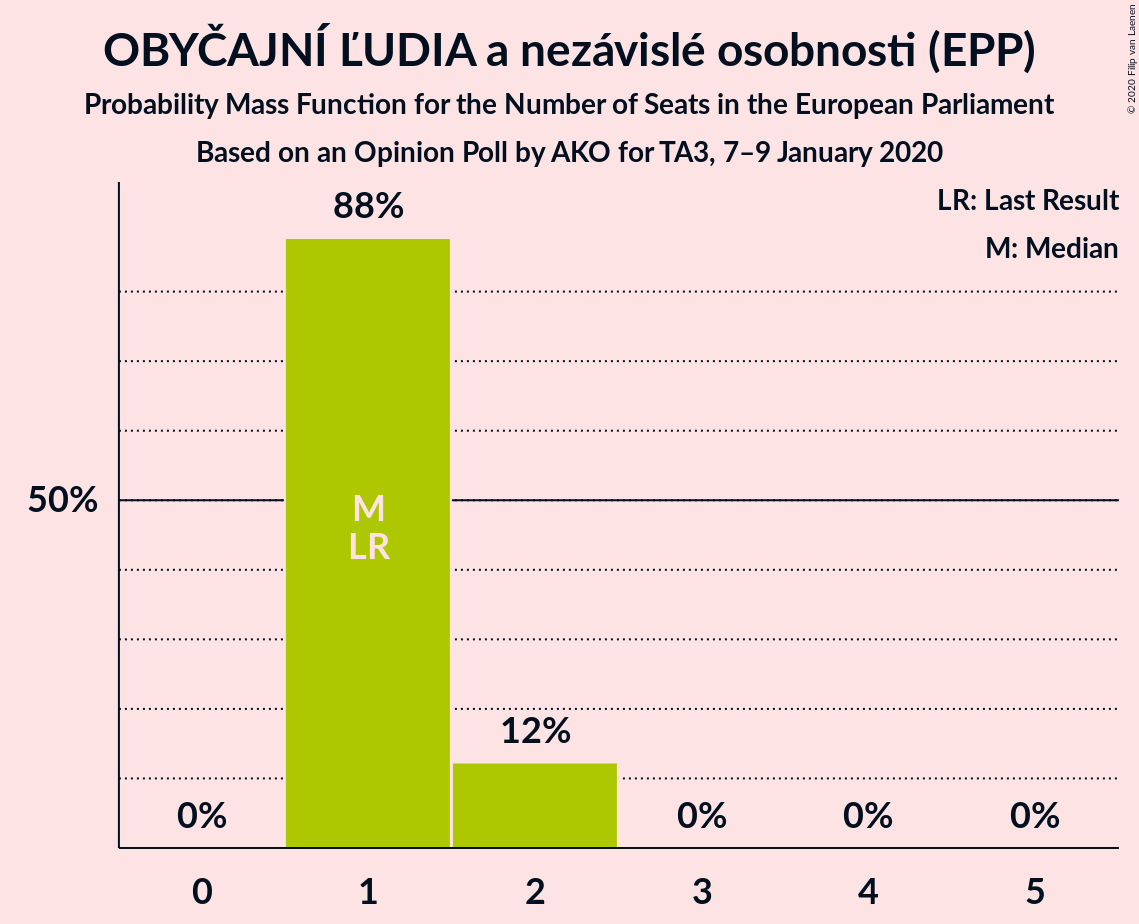 OBYČAJNÍ ĽUDIA a nezávislé osobnosti (EPP)
Probability Mass Function for the Number of Seats in the European Parliament
Based on an Opinion Poll by AKO for TA3, 7–9 January 2020
© 2020 Filip van Laenen
LR: Last Result
M: Median
88%
50%
M
LR
12%
0%
0%
0%
0%
0
1
2
3
4
5